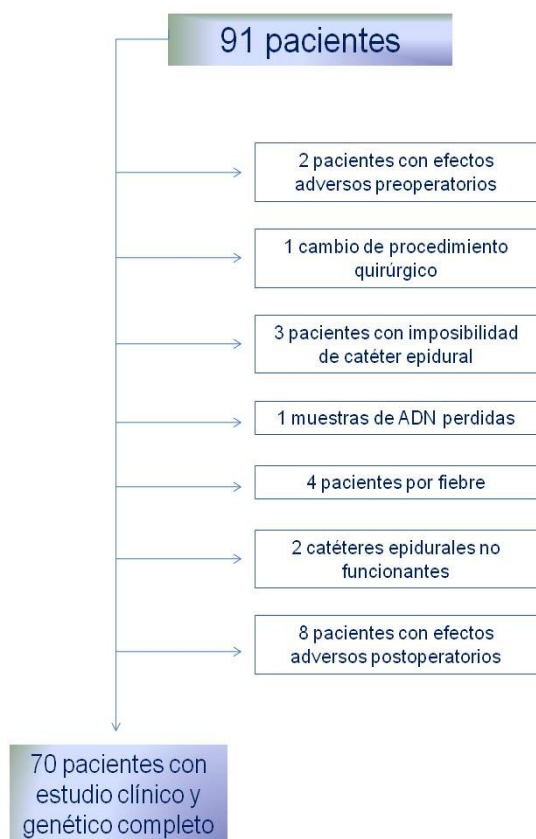 91 pacientes
2 pacientes con efectos
adversos preoperatorios
1 cambio de procedimiento
quirúrgico
3 pacientes con imposibilidad
de catéter epidural
1 muestras de ADN perdidas
4 pacientes por fiebre
2 catéteres epidurales no
funcionantes
8 pacientes con efectos
adversos postoperatorios
70 pacientes con
estudio clínico y
genético completo